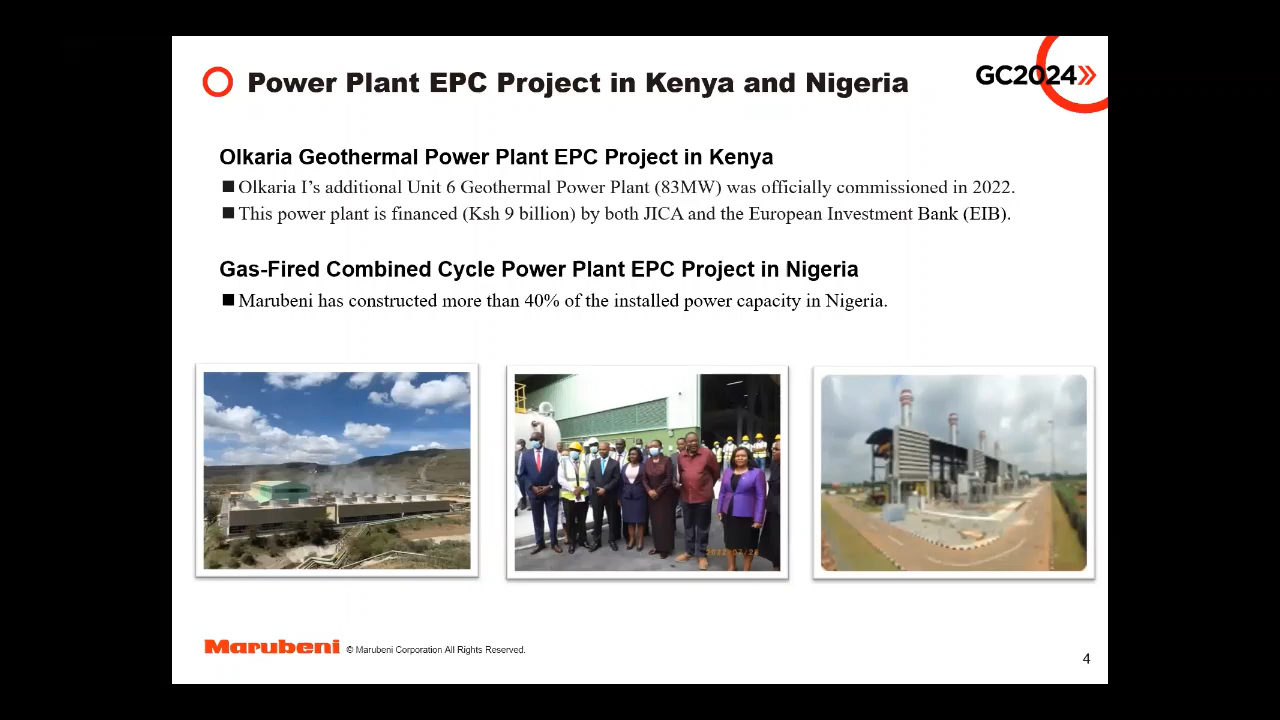 Power Plant EPC Project in Kenya and Nigeria
GC2024
Olkaria Geothermal Power Plant EPC Project in Kenya
■ Olkaria I’s additional Unit 6 Geothermal Power Plant (83MW) was officially commissioned in 2022.
■ This power plant is financed (Ksh 9 billion) by both JICA and the European Investment Bank (EIB).
Gas-Fired Combined Cycle Power Plant EPC Project in Nigeria
■ Marubeni has constructed more than 40% of the installed power capacity in Nigeria.
Marubeni © Marubeni Corporation All Rights Reserved.
4